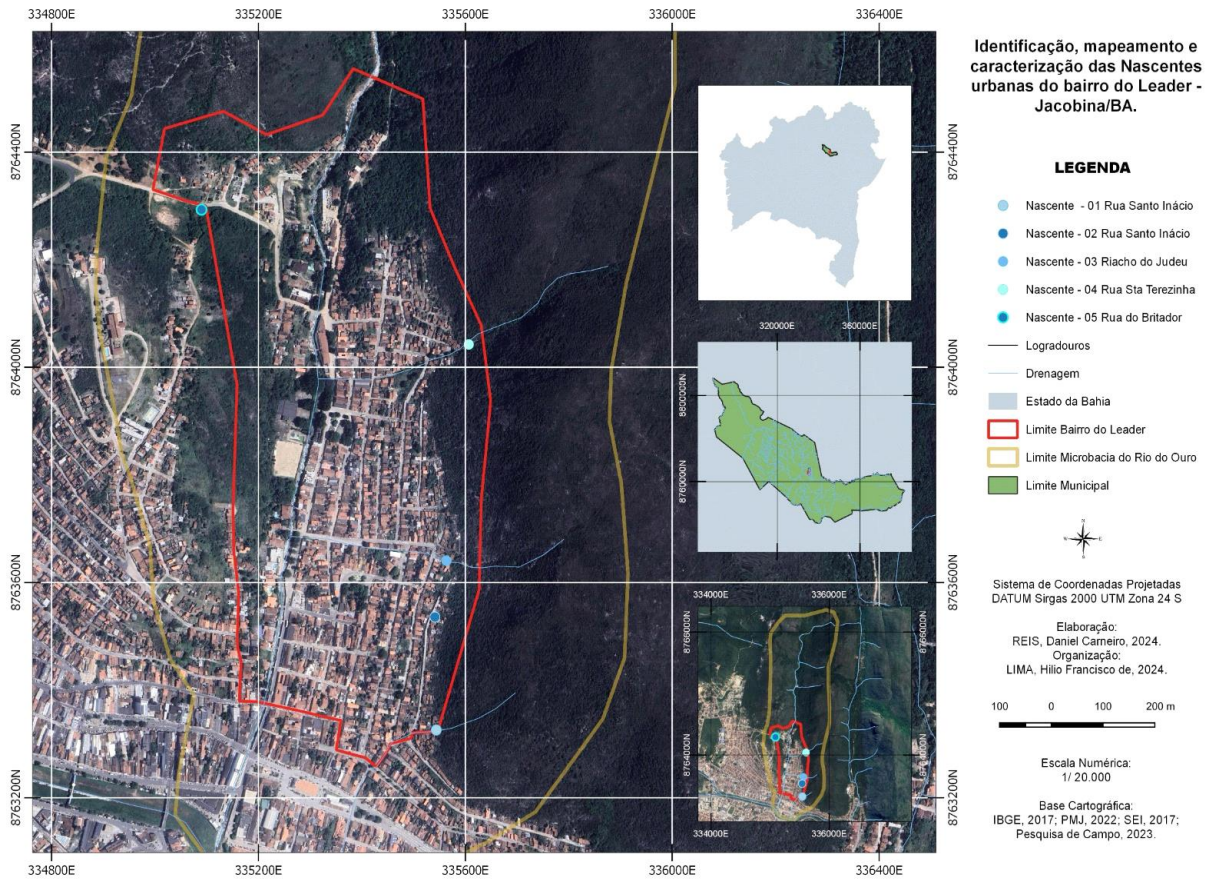 334800E 335200E 335600E 336000E 336400E
Identificação, mapeamento e
caracterização das Nascentes
urbanas do bairro do Leader -
Jacobina/BA.
8764400N
8764400N
LEGENDA
Nascente - 01 Rua Santo Inácio
Nascente - 02 Rua Santo Inácio
Nascente - 03 Riacho do Judeu
Nascente - 04 Rua Sta Terezinha
Nascente - 05 Rua do Britador
Logradouros
Drenagem
Estado da Bahia
Limite Bairro do Leader
Limite Microbacia do Rio do Ouro
Limite Municipal
320000E 360000E
8764000N
8764000N
8800000N
8760000N
N
Sistema de Coordenadas Projetadas
DATUM Sirgas 2000 UTM Zona 24 S
Elaboração:
REIS, Daniel Carneiro, 2024.
Organização:
LIMA, Hilio Francisco de, 2024.
100 0 100 200 m
Escala Numérica:
1/ 20.000
Base Cartográfica:
IBGE, 2017; PMJ, 2022; SEI, 2017;
Pesquisa de Campo, 2023.
8763600N
8763600N
334000E 336000E
8766000N
8766000N
8764000N
8764000N
334000E 336000E
8763200N
8763200N
334800E 335200E 335600E 336000E 336400E